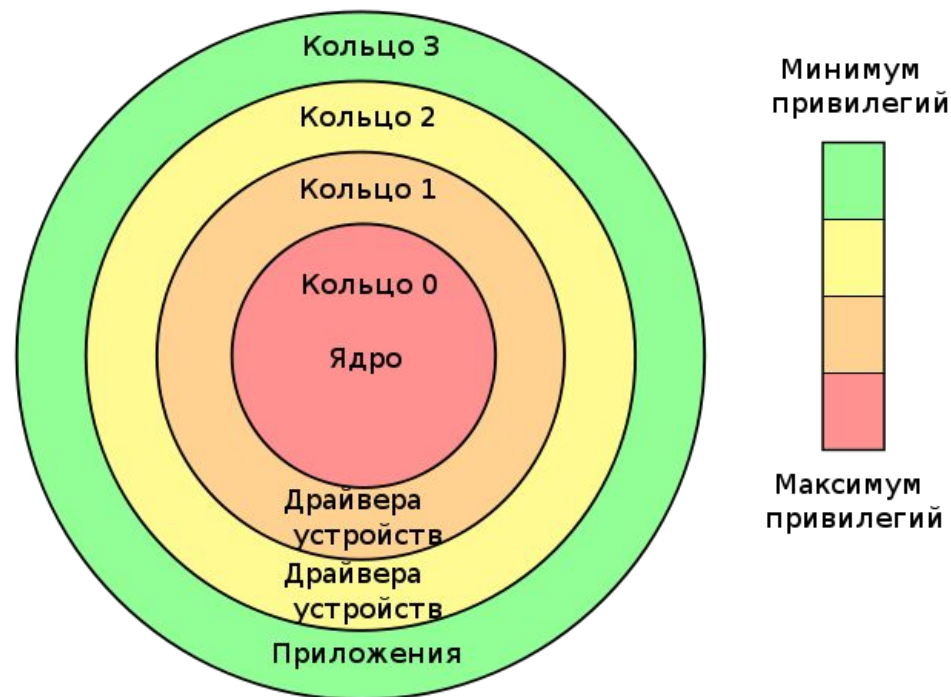 Кольцо 3
Кольцо 2
Кольцо 1
Кольцо 0
Ядро
Драйвера
устройств
Драйвера
устройств
Приложения
Минимум
привилегий
Максимум
привилегий